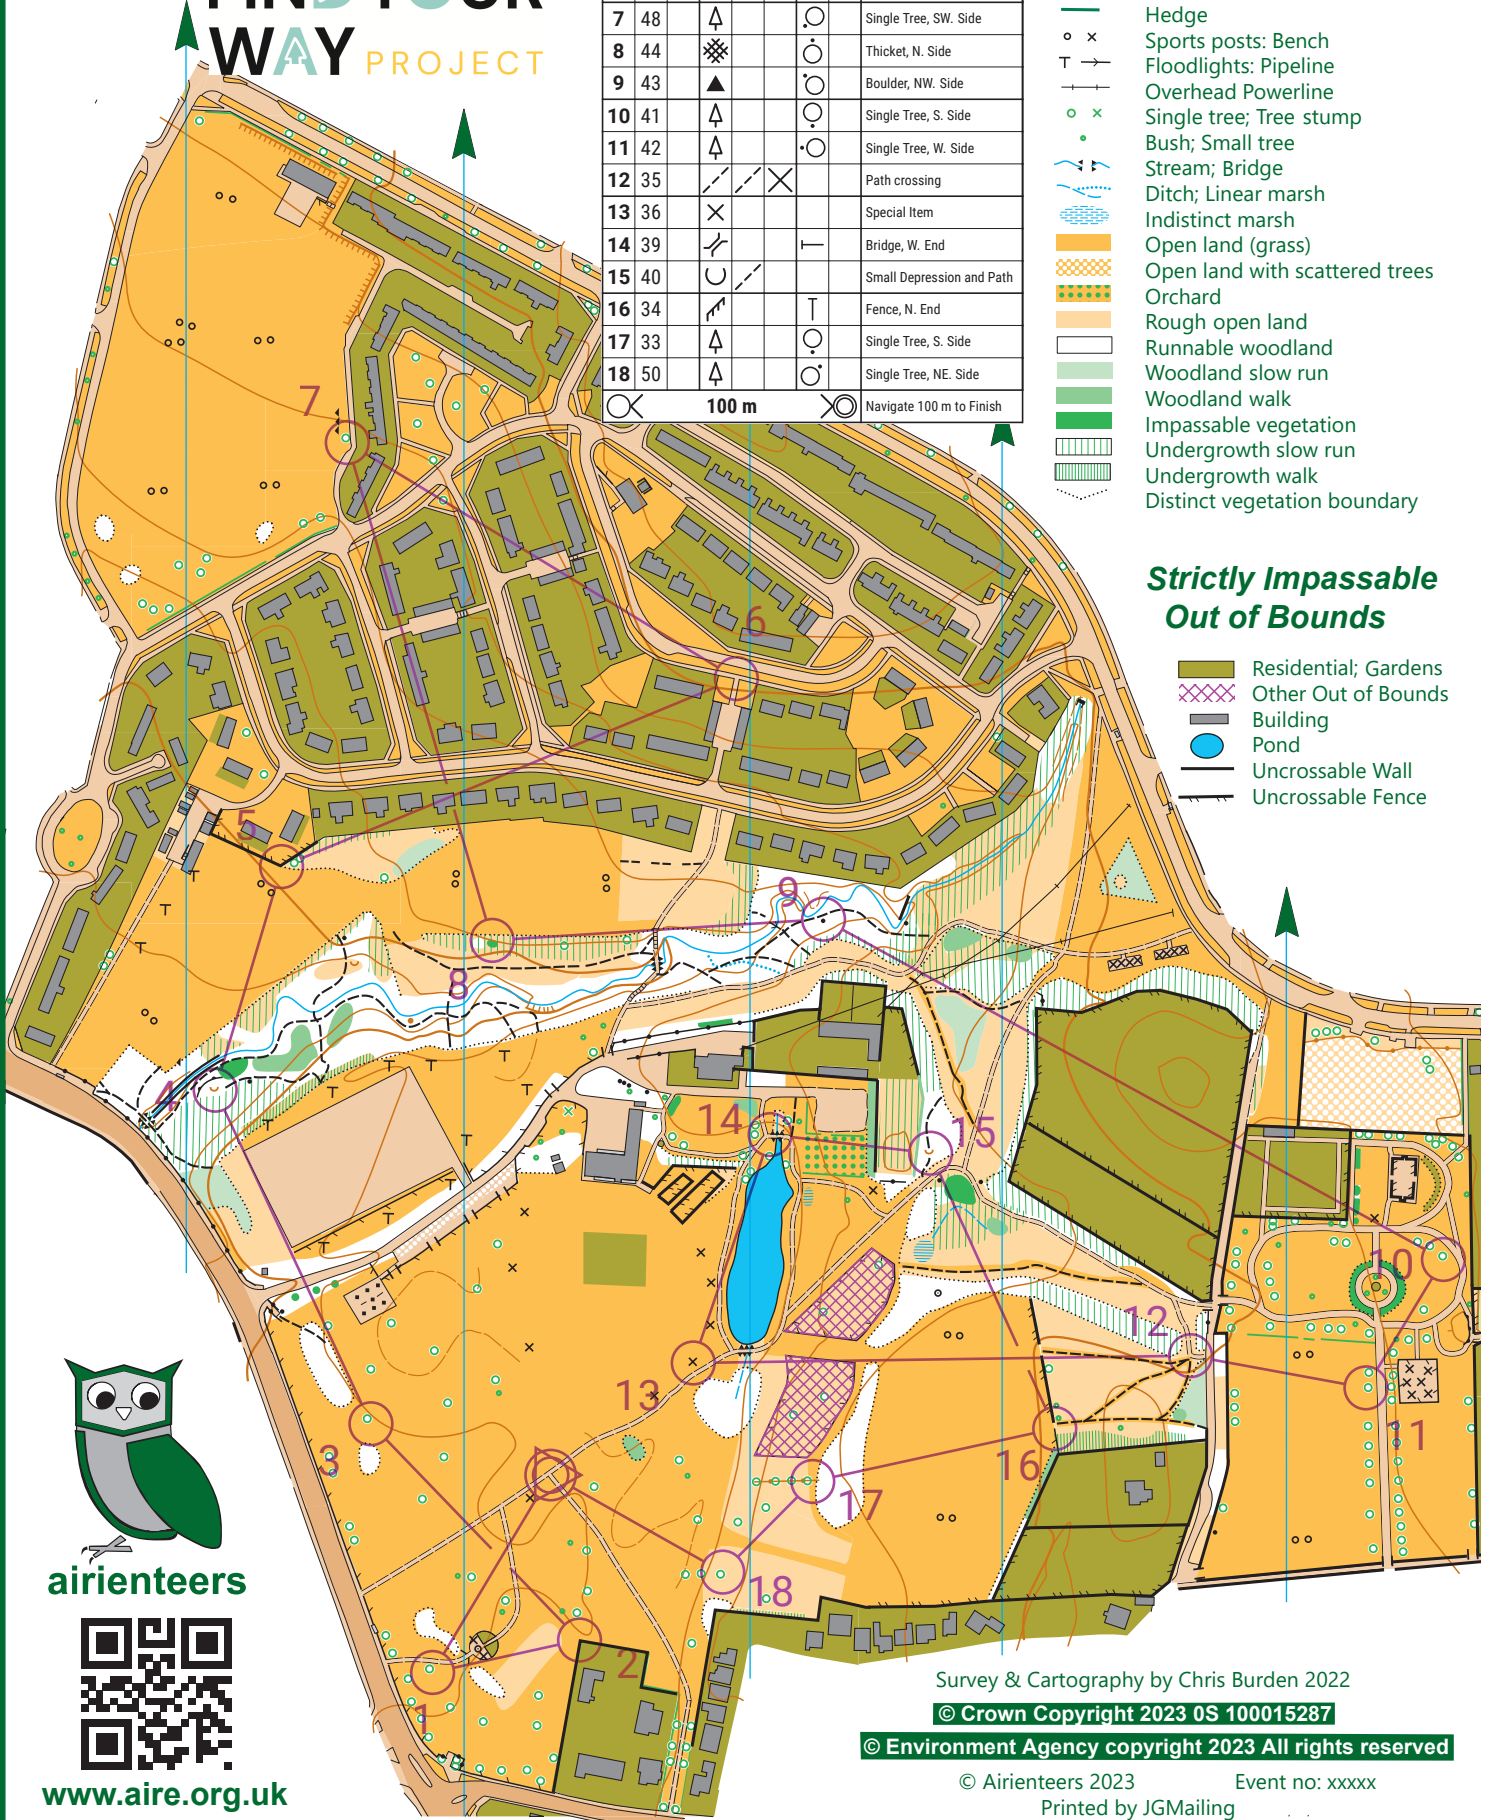 WAY PROJECT
7 48 Single Tree, SW. Side
8 44 Thicket, N. Side
9 43 Boulder, NW. Side
10 41 Single Tree, S. Side
11 42 Single Tree, W. Side
12 35 Path crossing
13 36 Special Item
14 39 Bridge, W. End
15 40 Small Depression and Path
16 34 Fence, N. End
17 33 Single Tree, S. Side
18 50 Single Tree, NE. Side
100 m Navigate 100 m to Finish
Hedge
Sports posts: Bench
Floodlights: Pipeline
Overhead Powerline
Single tree; Tree stump
Bush; Small tree
Stream; Bridge
Ditch; Linear marsh
Indistinct marsh
Open land (grass)
Open land with scattered trees
Orchard
Rough open land
Runnable woodland
Woodland slow run
Woodland walk
Impassable vegetation
Undergrowth slow run
Undergrowth walk
Distinct vegetation boundary
Strictly Impassable
Out of Bounds
Residential; Gardens
Other Out of Bounds
Building
Pond
Uncrossable Wall
Uncrossable Fence
7
6
5
9
8
4
14
15
10
12
13
3
11
16
17
18
2
1
airienteers
www.aire.org.uk
Survey & Cartography by Chris Burden 2022
© Crown Copyright 2023 0S 100015287
© Environment Agency copyright 2023 All rights reserved
© Airienteers 2023 Event no: xxxxx
Printed by JGMailing